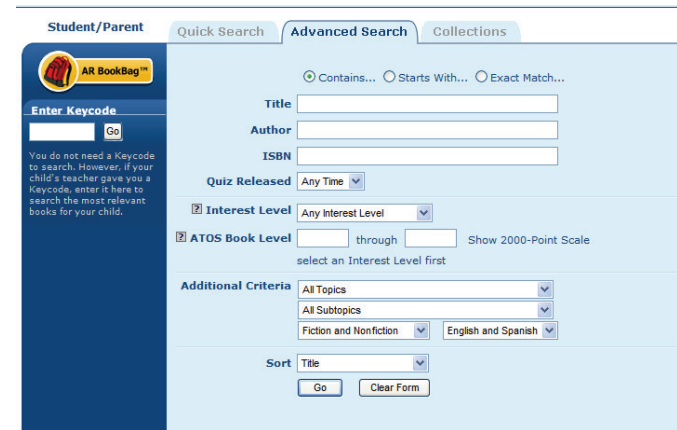 Student/Parent
Quick Search
Advanced Search
Collections
AR BookBag™
Enter Keycode
Go
You do not need a Keycode
to search. However, if your
child's teacher gave you a
Keycode, enter it here to
search the most relevant
books for your child.
Contains... Starts With... Exact Match...
Title
Author
ISBN
Quiz Released Any Time
? Interest Level Any Interest Level
? ATOS Book Level through Show 2000-Point Scale
select an Interest Level first
Additional Criteria All Topics
All Subtopics
Fiction and Nonfiction English and Spanish
Sort Title
Go Clear Form